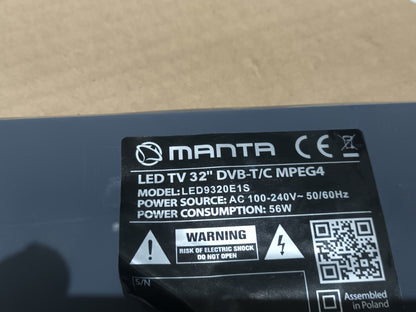 MANTA
LED TV 32" DVB-T/C MPEG4
MODEL: LED9320E1S
POWER SOURCE: AC 100-240V~ 50/60Hz
POWER CONSUMPTION: 56W
WARNING
RISK OF ELECTRIC SHOCK
DO NOT OPEN
S/N
Assembled
in Poland